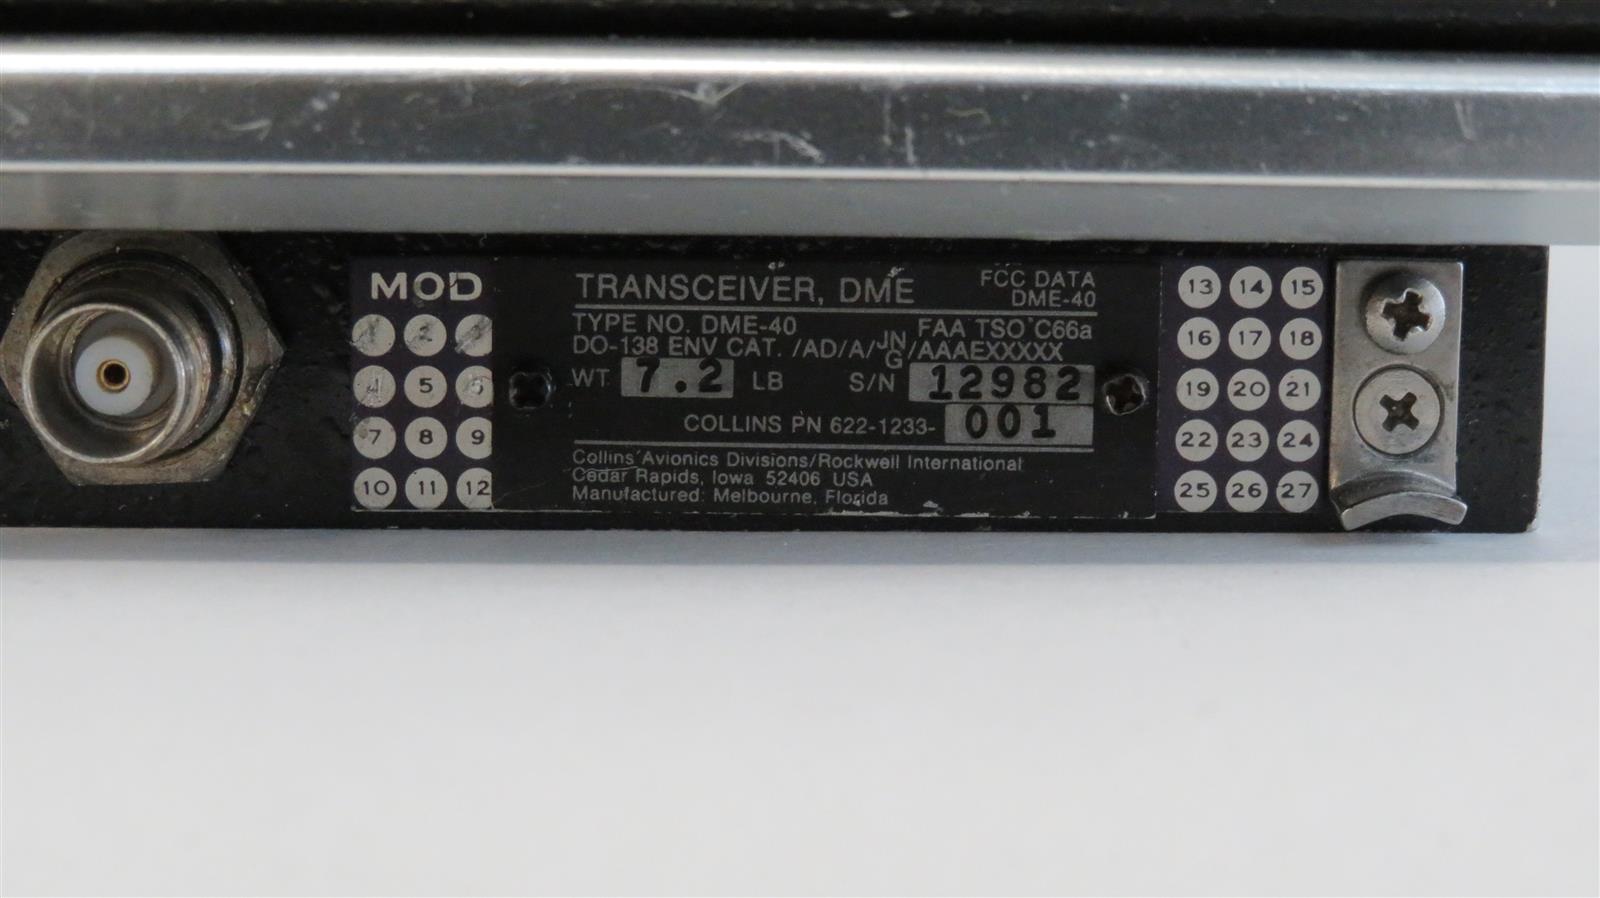 MOD
1 2 3
4 5 6
7 8 9
10 11 12
TRANSCEIVER, DME
FCC DATA
DME-40
TYPE NO. DME-40 FAA TSO C66a
DO-138 ENV CAT. /AD/A/JN/AAAEXXXXX
G
WT 7.2 LB S/N 12982
COLLINS PN 622-1233- 001
Collins Avionics Divisions/Rockwell International
Cedar Rapids, Iowa 52406 USA
Manufactured: Melbourne, Florida
13 14 15
16 17 18
19 20 21
22 23 24
25 26 27